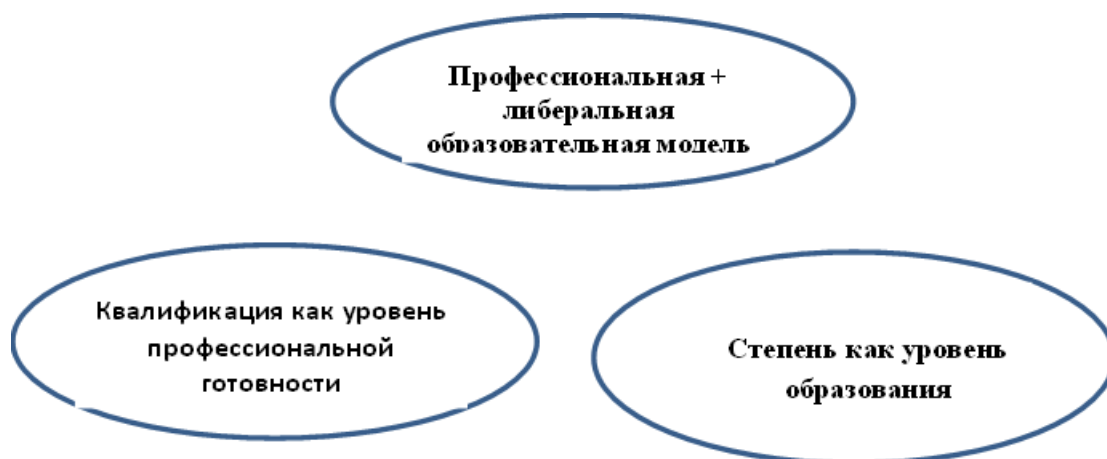 Профессиональная +
либеральная
образовательная модель
Квалификация как уровень
профессиональной
готовности
Степень как уровень
образования